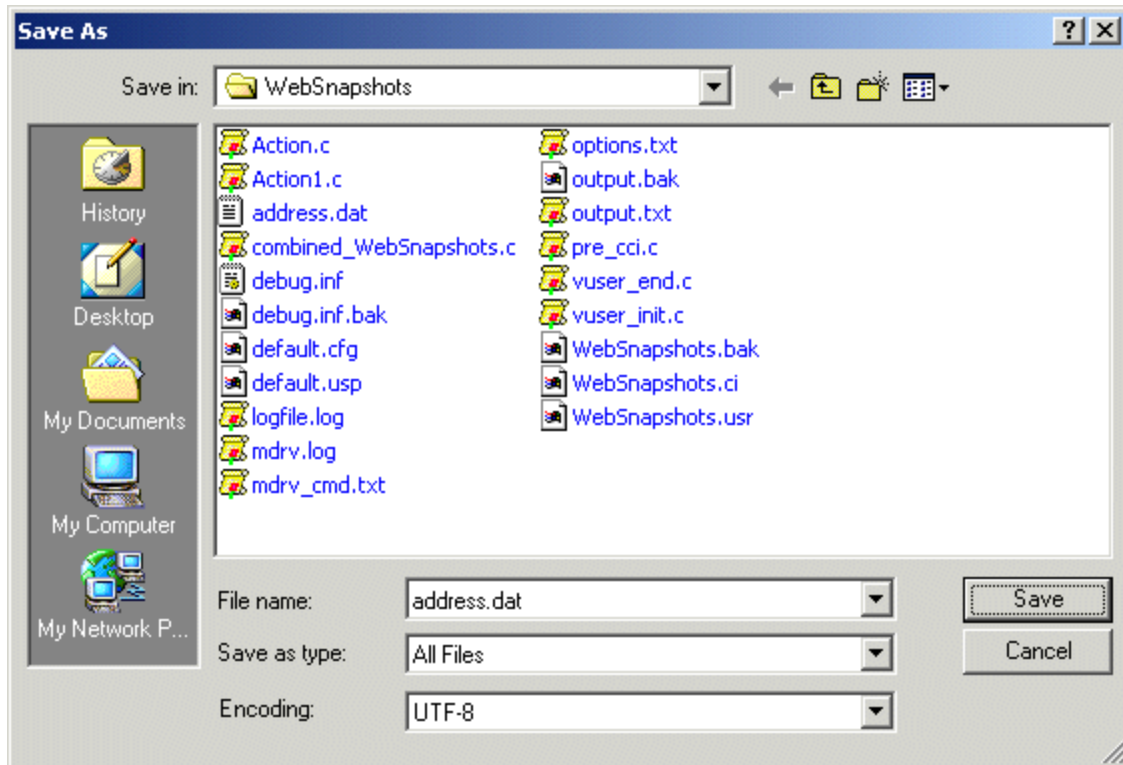 Save As
Save in: WebSnapshots
History
Desktop
My Documents
My Computer
My Network P...
Action.c
Action1.c
address.dat
combined_WebSnapshots.c
debug.inf
debug.inf.bak
default.cfg
default.usp
logfile.log
mdrv.log
mdrv_cmd.txt
options.txt
output.bak
output.txt
pre_cci.c
vuser_end.c
vuser_init.c
WebSnapshots.bak
WebSnapshots.ci
WebSnapshots.usr
File name: address.dat Save
Save as type: All Files Cancel
Encoding: UTF-8